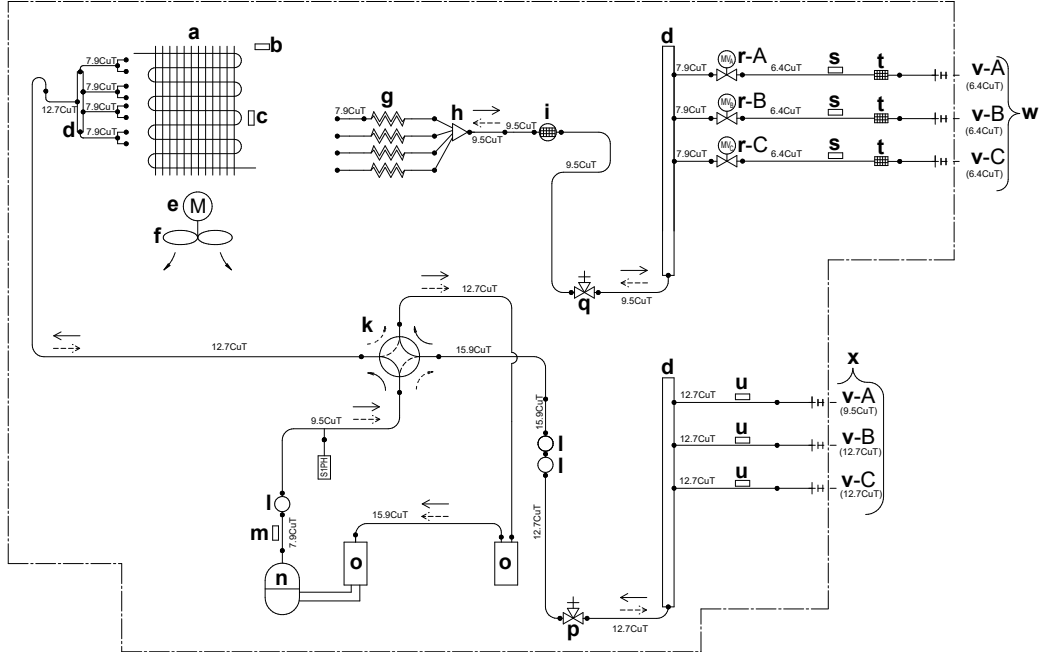 a
b
7.9CuT
7.9CuT
7.9CuT
7.9CuT
12.7CuT
d
c
e
M
f
g
7.9CuT
h
9.5CuT
9.5CuT
i
9.5CuT
q
9.5CuT
d
7.9CuT
r-A
6.4CuT
s
t
v-A
(6.4CuT)
7.9CuT
r-B
6.4CuT
s
t
v-B
(6.4CuT)
w
7.9CuT
r-C
6.4CuT
s
t
v-C
(6.4CuT)
12.7CuT
k
12.7CuT
15.9CuT
15.9CuT
9.5CuT
S1PH
l
l
l
m
7.9CuT
n
15.9CuT
o
o
12.7CuT
p
12.7CuT
d
x
12.7CuT
u
v-A
(9.5CuT)
12.7CuT
u
v-B
(12.7CuT)
12.7CuT
u
v-C
(12.7CuT)